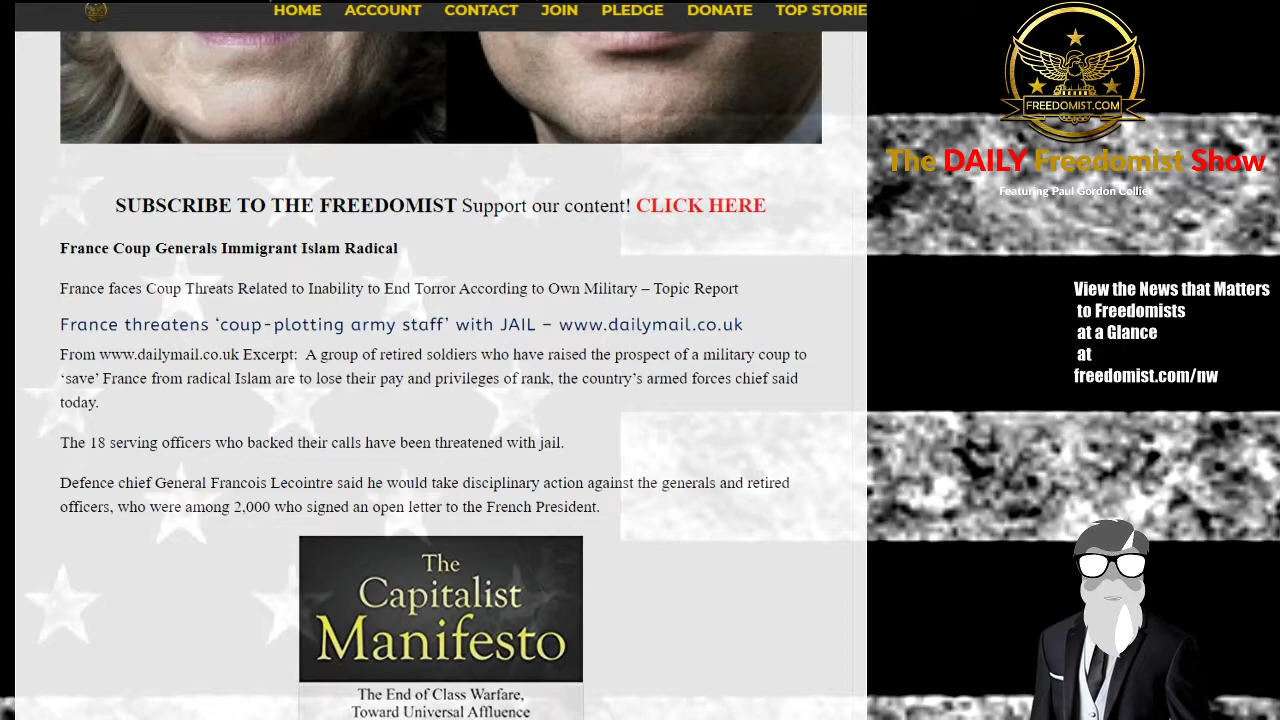 HOME ACCOUNT CONTACT JOIN PLEDGE DONATE TOP STORIE
FREEDOMIST.COM
The DAILY Freedomist Show
Featuring Paul Gordon Collier
SUBSCRIBE TO THE FREEDOMIST Support our content! CLICK HERE
France Coup Generals Immigrant Islam Radical
France faces Coup Threats Related to Inability to End Torror According to Own Military – Topic Report
France threatens ‘coup-plotting army staff’ with JAIL – www.dailymail.co.uk
From www.dailymail.co.uk Excerpt: A group of retired soldiers who have raised the prospect of a military coup to
‘save’ France from radical Islam are to lose their pay and privileges of rank, the country’s armed forces chief said
today.
The 18 serving officers who backed their calls have been threatened with jail.
Defence chief General Francois Lecointre said he would take disciplinary action against the generals and retired
officers, who were among 2,000 who signed an open letter to the French President.
The
Capitalist
Manifesto
The End of Class Warfare,
Toward Universal Affluence
View the News that Matters
to Freedomists
at a Glance
at
freedomist.com/nw